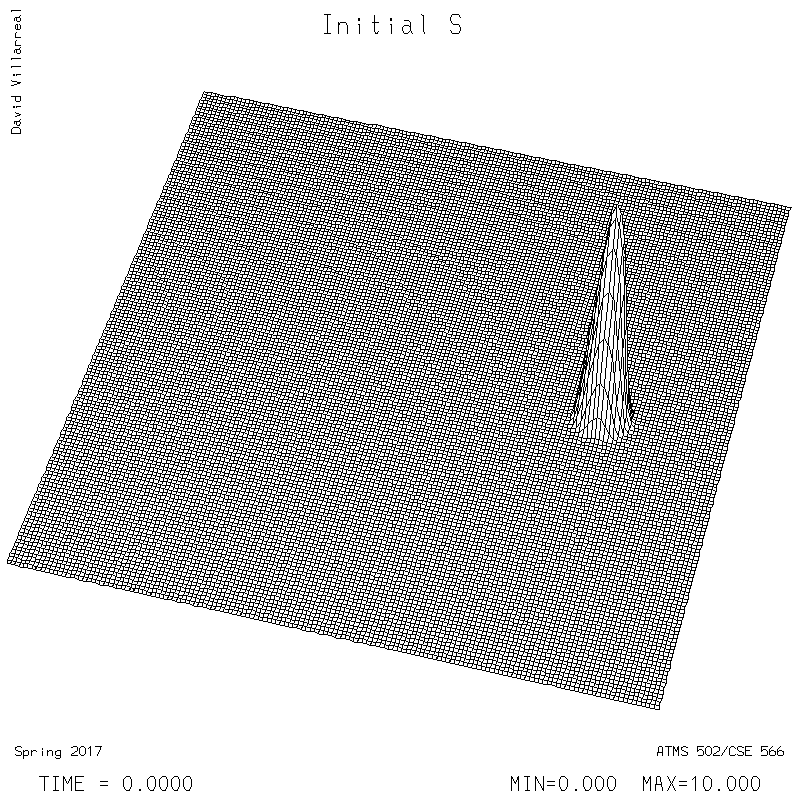 Initial S
David Villarreal
Spring 2017
ATMS 502/CSE 566
TIME = 0.0000
MIN=0.000 MAX=10.000